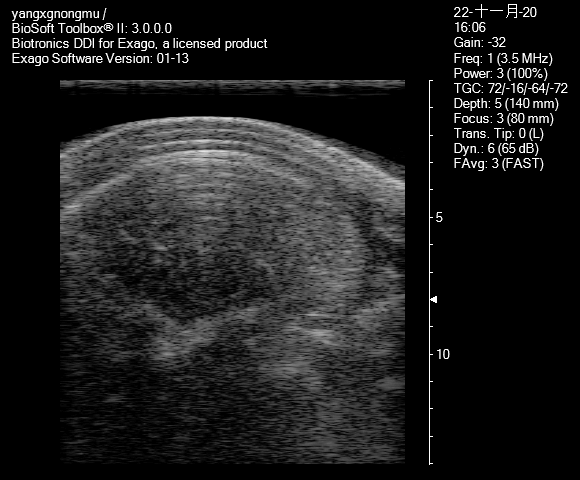 yangxgnongmu /
BioSoft Toolbox® II: 3.0.0.0
Biotronics DDI for Exago, a licensed product
Exago Software Version: 01-13
22-十一月-20
16:06
Gain: -32
Freq: 1 (3.5 MHz)
Power: 3 (100%)
TGC: 72/-16/-64/-72
Depth: 5 (140 mm)
Focus: 3 (80 mm)
Trans. Tip: 0 (L)
Dyn.: 6 (65 dB)
FAvg: 3 (FAST)
5
10